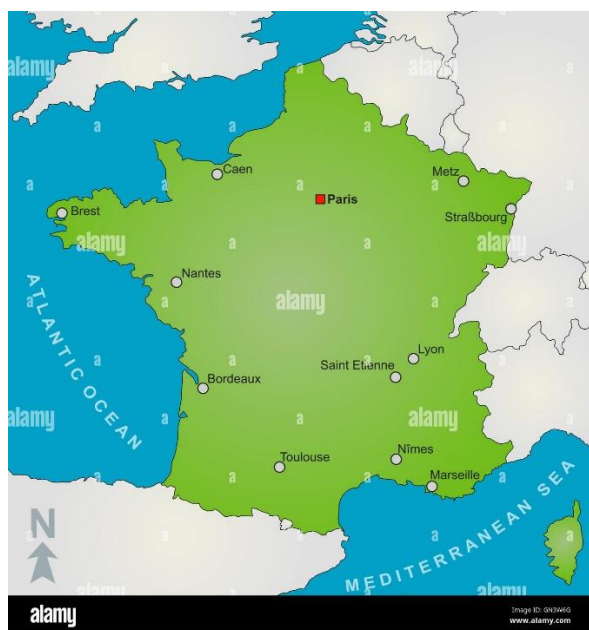 alamy
alamy
alamy
a
a
a
a
Caen
Metz
Paris
Brest
Straßbourg
alamy
a
alamy
Nantes
alamy
ATLANTIC OCEAN
Lyon
Saint Etienne
Bordeaux
alamy
a
a
alamy
Nîmes
Toulouse
a
a
Marseille
N
MEDITERRANEAN SEA
alamy
alamy
Image ID: GN3W6G
www.alamy.com